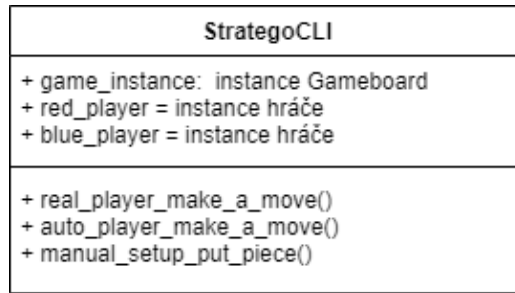 StrategoCLI
+ game_instance:  instance Gameboard
+ red_player = instance hráče
+ blue_player = instance hráče
+ real_player_make_a_move()
+ auto_player_make_a_move()
+ manual_setup_put_piece()